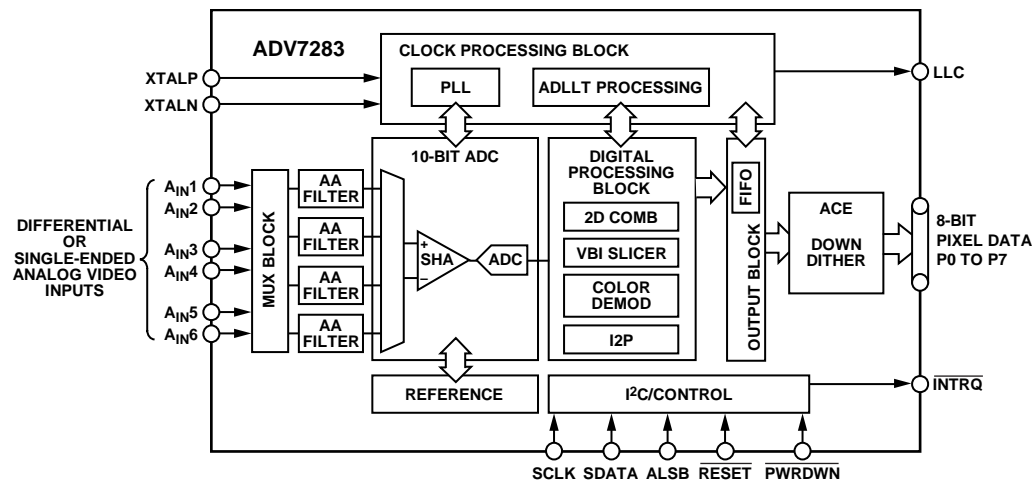 ADV7283
CLOCK PROCESSING BLOCK
PLL
ADLLT PROCESSING
XTALP
XTALN
LLC
10-BIT ADC
DIGITAL
PROCESSING
BLOCK
2D COMB
VBI SLICER
COLOR
DEMOD
I2P
FIFO
OUTPUT BLOCK
ACE
DOWN
DITHER
8-BIT
PIXEL DATA
P0 TO P7
DIFFERENTIAL
OR
SINGLE-ENDED
ANALOG VIDEO
INPUTS
AIN1
AIN2
AIN3
AIN4
AIN5
AIN6
MUX BLOCK
AA
FILTER
AA
FILTER
AA
FILTER
AA
FILTER
+
SHA
–
ADC
REFERENCE
I²C/CONTROL
INTRQ
SCLK
SDATA
ALSB
RESET
PWRDWN